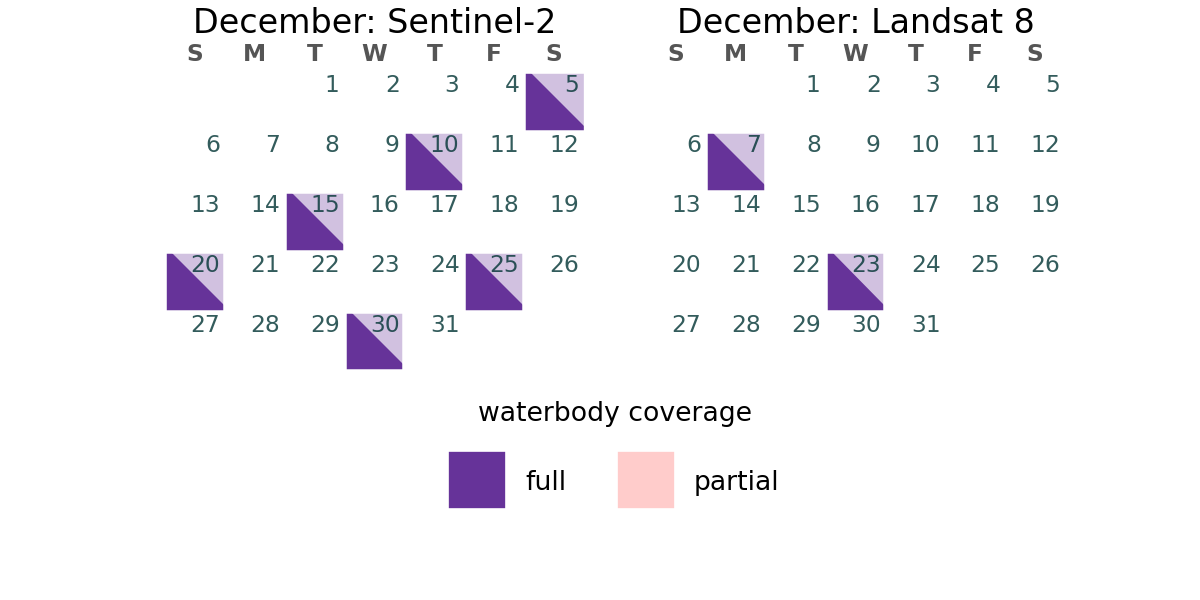 December: Sentinel-2
S M T W T F S
1 2 3 4 5
6 7 8 9 10 11 12
13 14 15 16 17 18 19
20 21 22 23 24 25 26
27 28 29 30 31
December: Landsat 8
S M T W T F S
1 2 3 4 5
6 7 8 9 10 11 12
13 14 15 16 17 18 19
20 21 22 23 24 25 26
27 28 29 30 31
waterbody coverage
full
partial